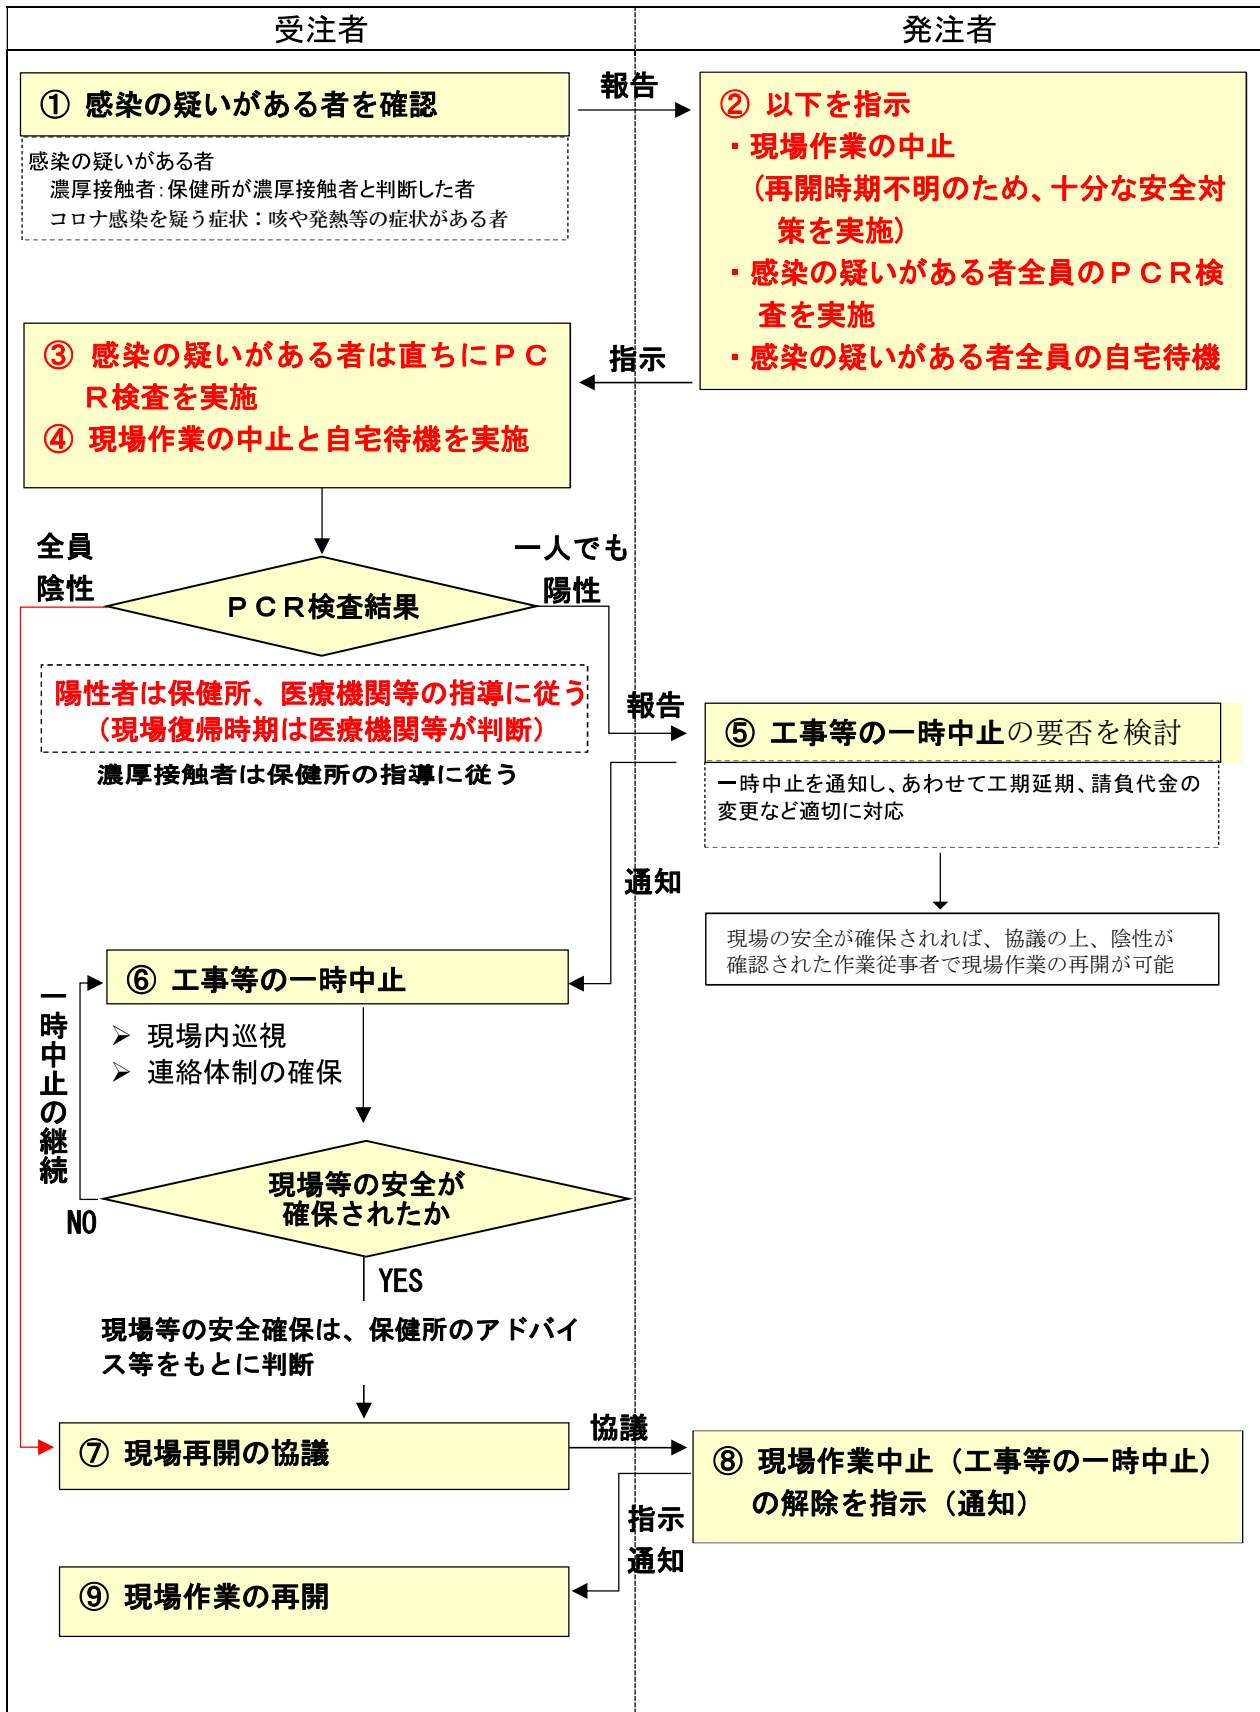 受注者
発注者
① 感染の疑いがある者を確認
報告
感染の疑いがある者
濃厚接触者：保健所が濃厚接触者と判断した者
コロナ感染を疑う症状：咳や発熱等の症状がある者
② 以下を指示
・現場作業の中止
(再開時期不明のため、十分な安全対
策を実施)
・感染の疑いがある者全員のＰＣＲ検
査を実施
・感染の疑いがある者全員の自宅待機
指示
③ 感染の疑いがある者は直ちにＰＣ
Ｒ検査を実施
④ 現場作業の中止と自宅待機を実施
全員
陰性
一人でも
陽性
ＰＣＲ検査結果
陽性者は保健所、医療機関等の指導に従う
（現場復帰時期は医療機関等が判断）
濃厚接触者は保健所の指導に従う
報告
⑤ 工事等の一時中止の要否を検討
一時中止を通知し、あわせて工期延期、請負代金の
変更など適切に対応
通知
現場の安全が確保されれば、協議の上、陰性が
確認された作業従事者で現場作業の再開が可能
⑥ 工事等の一時中止
➢ 現場内巡視
➢ 連絡体制の確保
一時中止の継続
現場等の安全が
確保されたか
NO
YES
現場等の安全確保は、保健所のアドバイ
ス等をもとに判断
⑦ 現場再開の協議
協議
⑧ 現場作業中止（工事等の一時中止）
の解除を指示（通知）
指示
通知
⑨ 現場作業の再開